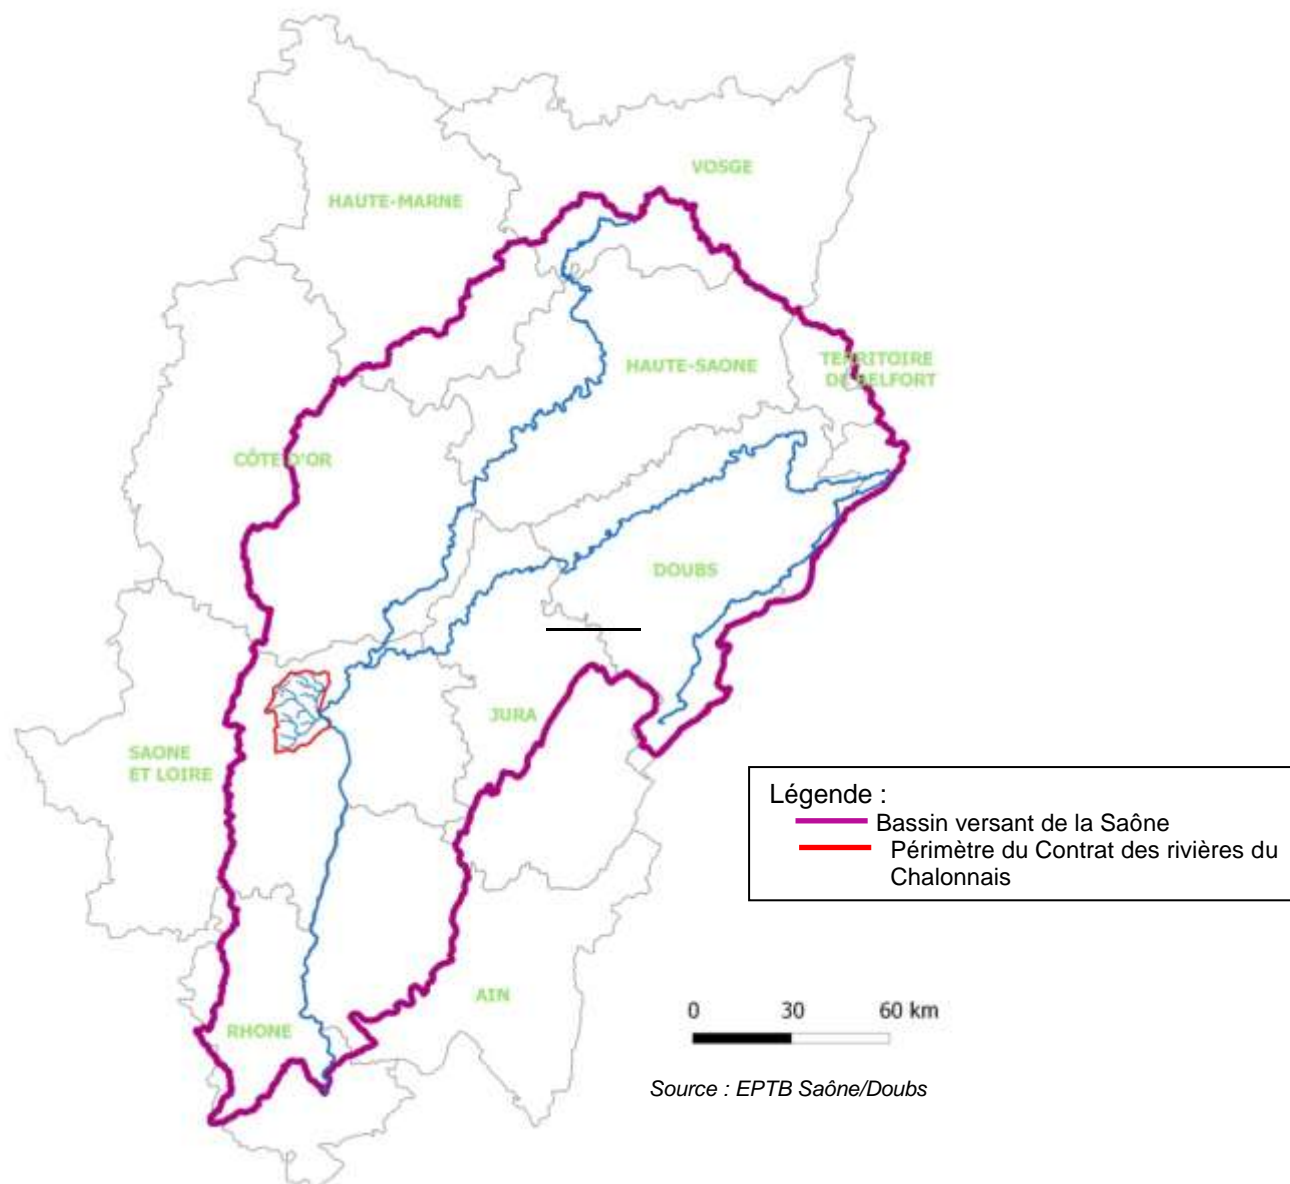 VOSGE
HAUTE-MARNE
HAUTE-SAONE
TERRITOIRE
DE BELFORT
CÔTE D'OR
DOUBS
JURA
SAONE
ET LOIRE
Légende :
Bassin versant de la Saône
Périmètre du Contrat des rivières du
Chalonnais
AIN
RHONE
0 30 60 km
Source : EPTB Saône/Doubs